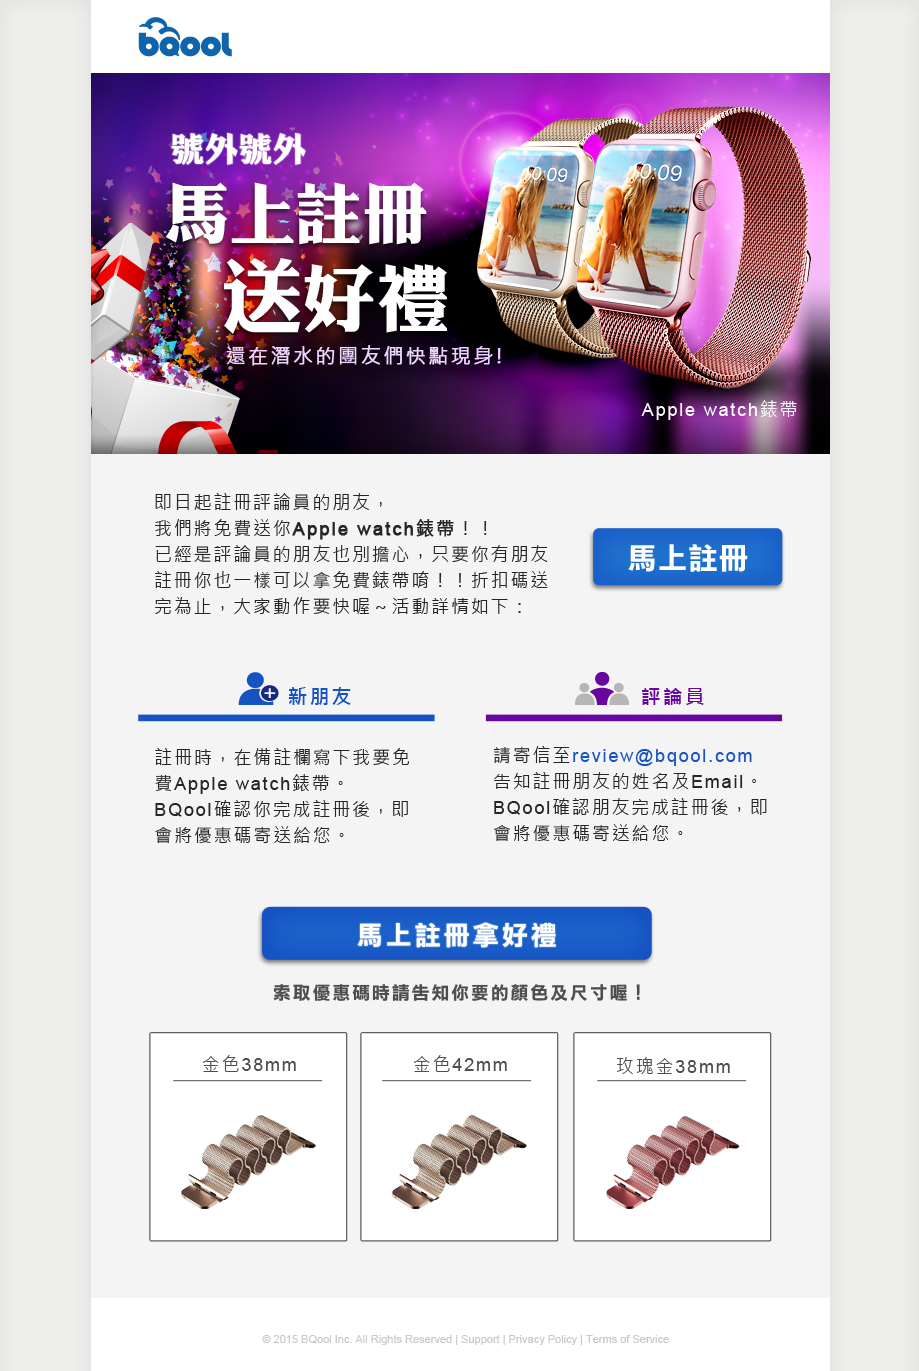 bQool
號外號外
10:09
10:09
馬上註冊
送好禮
還在潛水的團友們快點現身!
Apple watch錶帶
即日起註冊評論員的朋友，
我們將免費送你Apple watch錶帶！！
已經是評論員的朋友也別擔心，只要你有朋友
註冊你也一樣可以拿免費錶帶唷！！折扣碼送
完為止，大家動作要快喔～活動詳情如下：
馬上註冊
新朋友
註冊時，在備註欄寫下我要免
費Apple watch錶帶。
BQool確認你完成註冊後，即
會將優惠碼寄送給您。
評論員
請寄信至review@bqool.com
告知註冊朋友的姓名及Email。
BQool確認朋友完成註冊後，即
會將優惠碼寄送給您。
馬上註冊拿好禮
索取優惠碼時請告知你要的顏色及尺寸喔！
金色38mm
金色42mm
玫瑰金38mm
© 2015 BQool Inc. All Rights Reserved | Support | Privacy Policy | Terms of Service